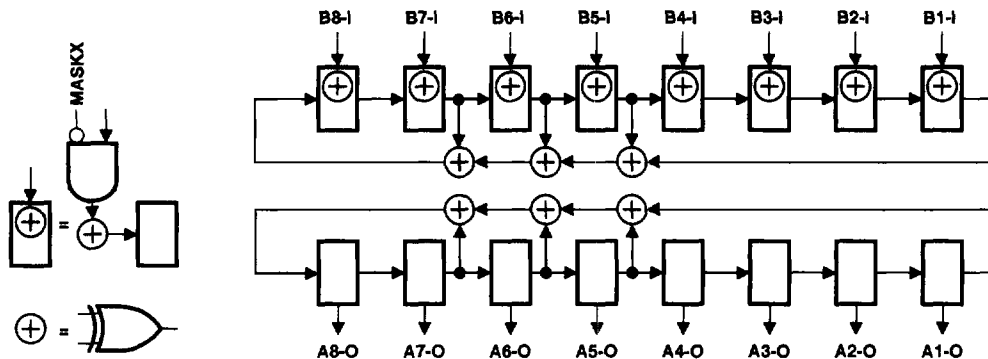 B8-I B7-I B6-I B5-I B4-I B3-I B2-I B1-I
MASKX
=
=
A8-O A7-O A6-O A5-O A4-O A3-O A2-O A1-O